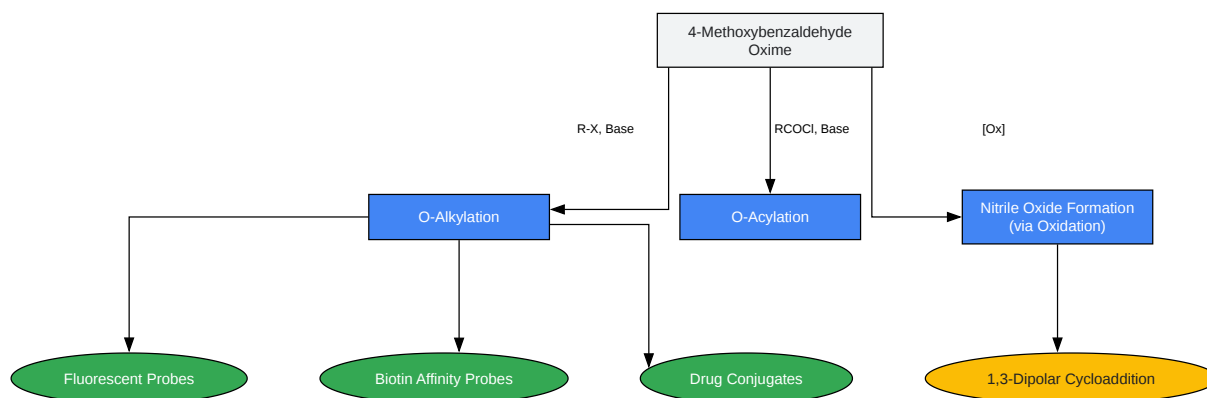 4-Methoxybenzaldehyde
Oxime
R-X, Base
RCOCl, Base
[Ox]
O-Alkylation
O-Acylation
Nitrile Oxide Formation
(via Oxidation)
Fluorescent Probes
Biotin Affinity Probes
Drug Conjugates
1,3-Dipolar Cycloaddition